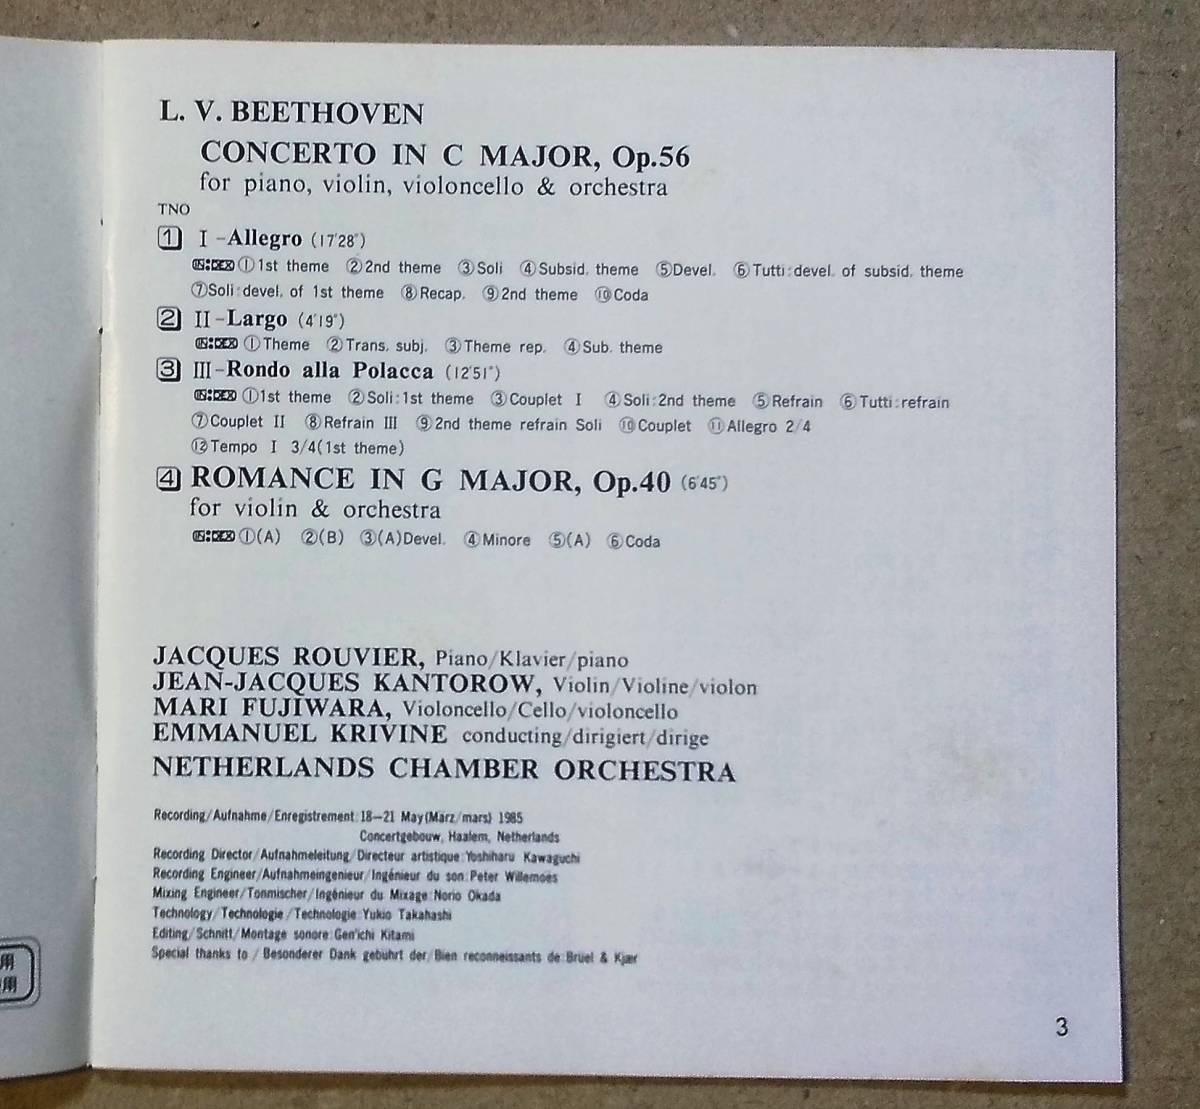 L. V. BEETHOVEN
CONCERTO IN C MAJOR, Op.56
for piano, violin, violoncello & orchestra
TNO
1 I-Allegro (17'28")
INDEX ①1st theme ②2nd theme ③Soli ④Subsid. theme ⑤Devel. ⑥Tutti:devel. of subsid. theme
⑦Soli:devel. of 1st theme ⑧Recap. ⑨2nd theme ⑩Coda
2 II-Largo (4'19")
INDEX ①Theme ②Trans. subj. ③Theme rep. ④Sub. theme
3 III-Rondo alla Polacca (12'51")
INDEX ①1st theme ②Soli:1st theme ③Couplet I ④Soli:2nd theme ⑤Refrain ⑥Tutti:refrain
⑦Couplet II ⑧Refrain III ⑨2nd theme refrain Soli ⑩Couplet ⑪Allegro 2/4
⑫Tempo I 3/4(1st theme)
4 ROMANCE IN G MAJOR, Op.40 (6'45")
for violin & orchestra
INDEX ①(A) ②(B) ③(A)Devel. ④Minore ⑤(A) ⑥Coda
JACQUES ROUVIER, Piano/Klavier/piano
JEAN-JACQUES KANTOROW, Violin/Violine/violon
MARI FUJIWARA, Violoncello/Cello/violoncello
EMMANUEL KRIVINE conducting/dirigiert/dirige
NETHERLANDS CHAMBER ORCHESTRA
Recording/Aufnahme/Enregistrement:18—21 May(März/mars) 1985
Concertgebouw, Haalem, Netherlands
Recording Director/Aufnahmeleitung/Directeur artistique:Yoshiharu Kawaguchi
Recording Engineer/Aufnahmeingenieur/Ingénieur du son:Peter Willemoës
Mixing Engineer/Tonmischer/Ingénieur du Mixage:Norio Okada
Technology/Technologie/Technologie:Yukio Takahashi
Editing/Schnitt/Montage sonore:Gen'ichi Kitami
Special thanks to / Besonderer Dank gebührt der/Bien reconneissants de:Brüel & Kjær
用
用
3